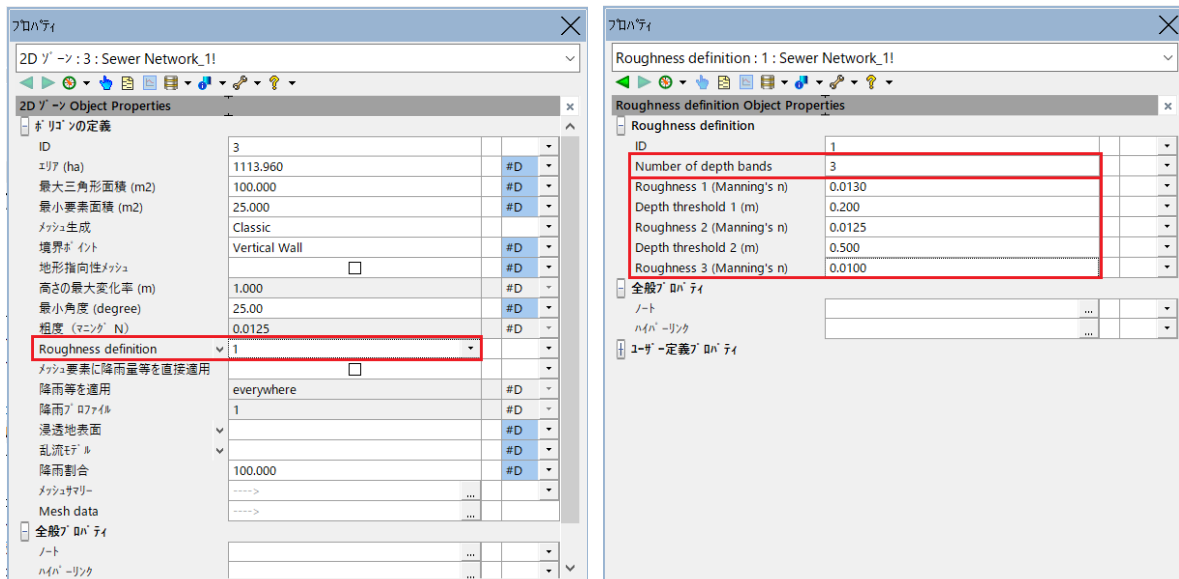 プロパティ
2D ゾーン : 3 : Sewer Network_1!
2D ゾーン Object Properties
ポリゴンの定義
ID 3
エリア (ha) 1113.960 #D
最大三角形面積 (m2) 100.000 #D
最小要素面積 (m2) 25.000 #D
メッシュ生成 Classic
境界ポイント Vertical Wall #D
地形指向性メッシュ #D
高さの最大変化率 (m) 1.000 #D
最小角度 (degree) 25.00 #D
粗度 (マニング N) 0.0125 #D
Roughness definition 1
メッシュ要素に降雨量等を直接適用
降雨等を適用 everywhere #D
降雨プロファイル 1 #D
浸透地表面 #D
乱流モデル #D
降雨割合 100.000 #D
メッシュサマリー ----> ...
Mesh data ----> ...
全般プロパティ
ノート ...
ハイパーリンク ...
プロパティ
Roughness definition : 1 : Sewer Network_1!
Roughness definition Object Properties
Roughness definition
ID 1
Number of depth bands 3
Roughness 1 (Manning's n) 0.0130
Depth threshold 1 (m) 0.200
Roughness 2 (Manning's n) 0.0125
Depth threshold 2 (m) 0.500
Roughness 3 (Manning's n) 0.0100
全般プロパティ
ノート ...
ハイパーリンク ...
ユーザー定義プロパティ